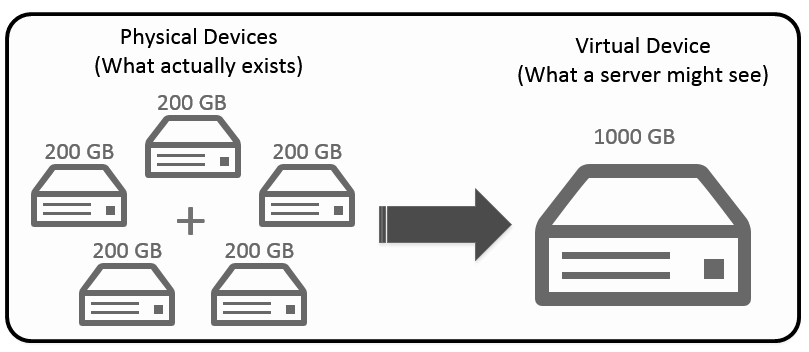 Physical Devices
(What actually exists)
200 GB
200 GB
200 GB
+
200 GB
200 GB
Virtual Device
(What a server might see)
1000 GB